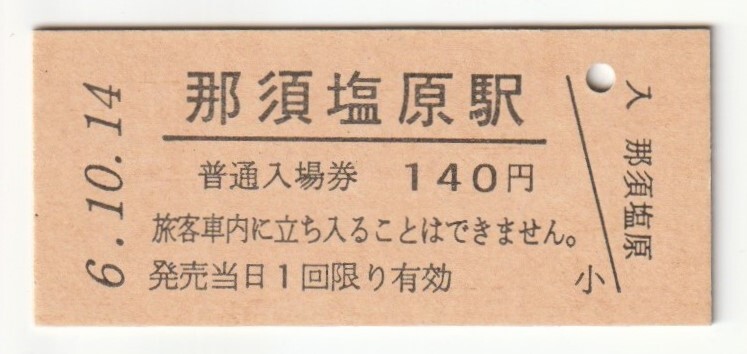 那須塩原駅
普通入場券 140円
旅客車内に立ち入ることはできません。
発売当日1回限り有効
6.10.14
小
入 那須塩原